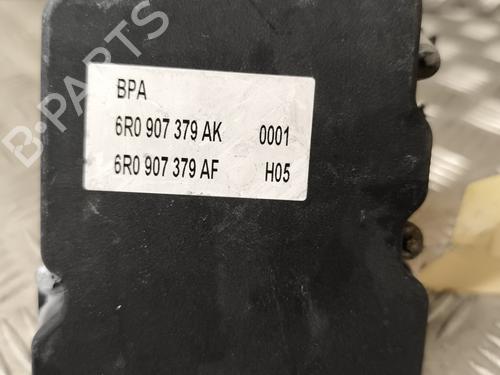 BPA
6R0 907 379 AK 0001
6R0 907 379 AF H05
B-PARTS